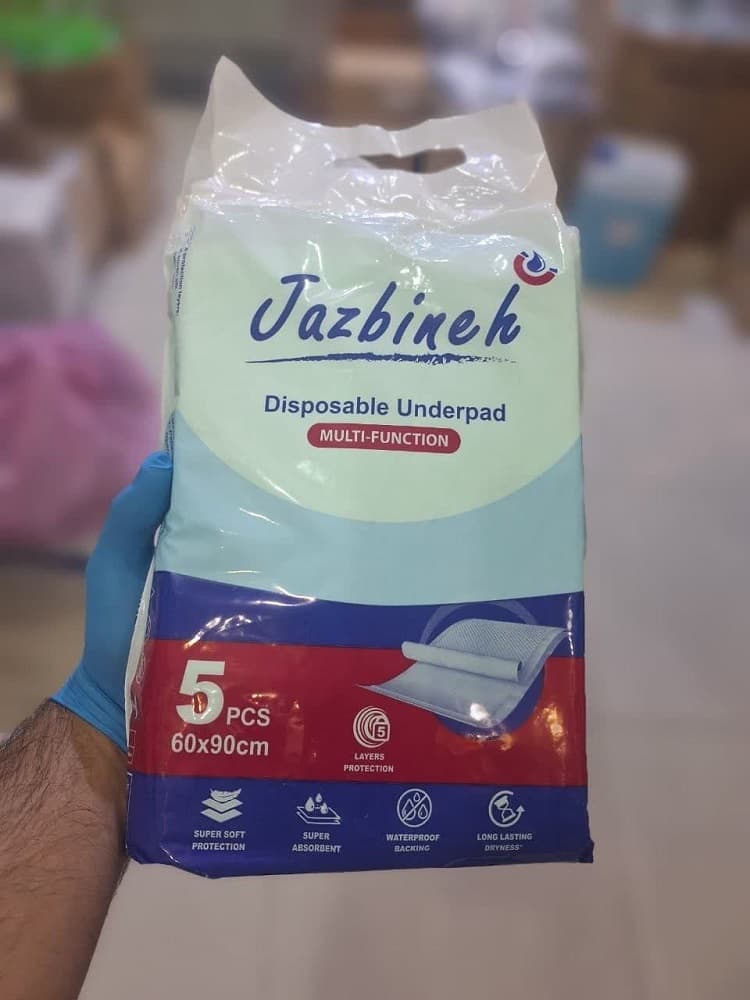 Jazbineh
Disposable Underpad
MULTI-FUNCTION
5 PCS
60x90cm
5
LAYERS
PROTECTION
SUPER SOFT
PROTECTION
SUPER
ABSORBENT
WATERPROOF
BACKING
LONG LASTING
DRYNESS"